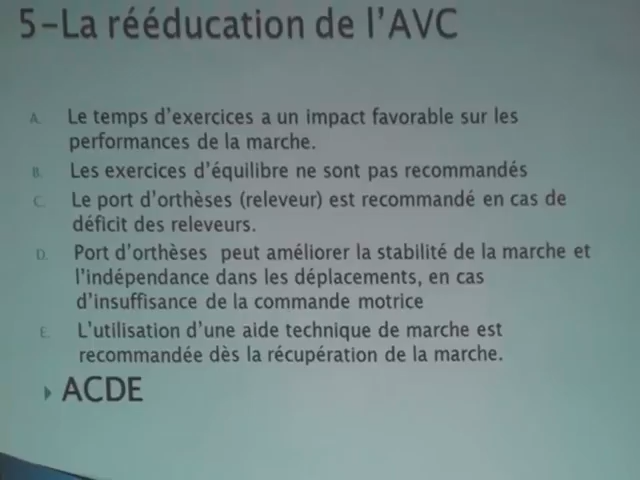 5-La rééducation de l'AVC
A. Le temps d'exercices a un impact favorable sur les
performances de la marche.
B. Les exercices d'équilibre ne sont pas recommandés
C. Le port d'orthèses (releveur) est recommandé en cas de
déficit des releveurs.
D. Port d'orthèses peut améliorer la stabilité de la marche et
l'indépendance dans les déplacements, en cas
d'insuffisance de la commande motrice
E. L'utilisation d'une aide technique de marche est
recommandée dès la récupération de la marche.
ACDE